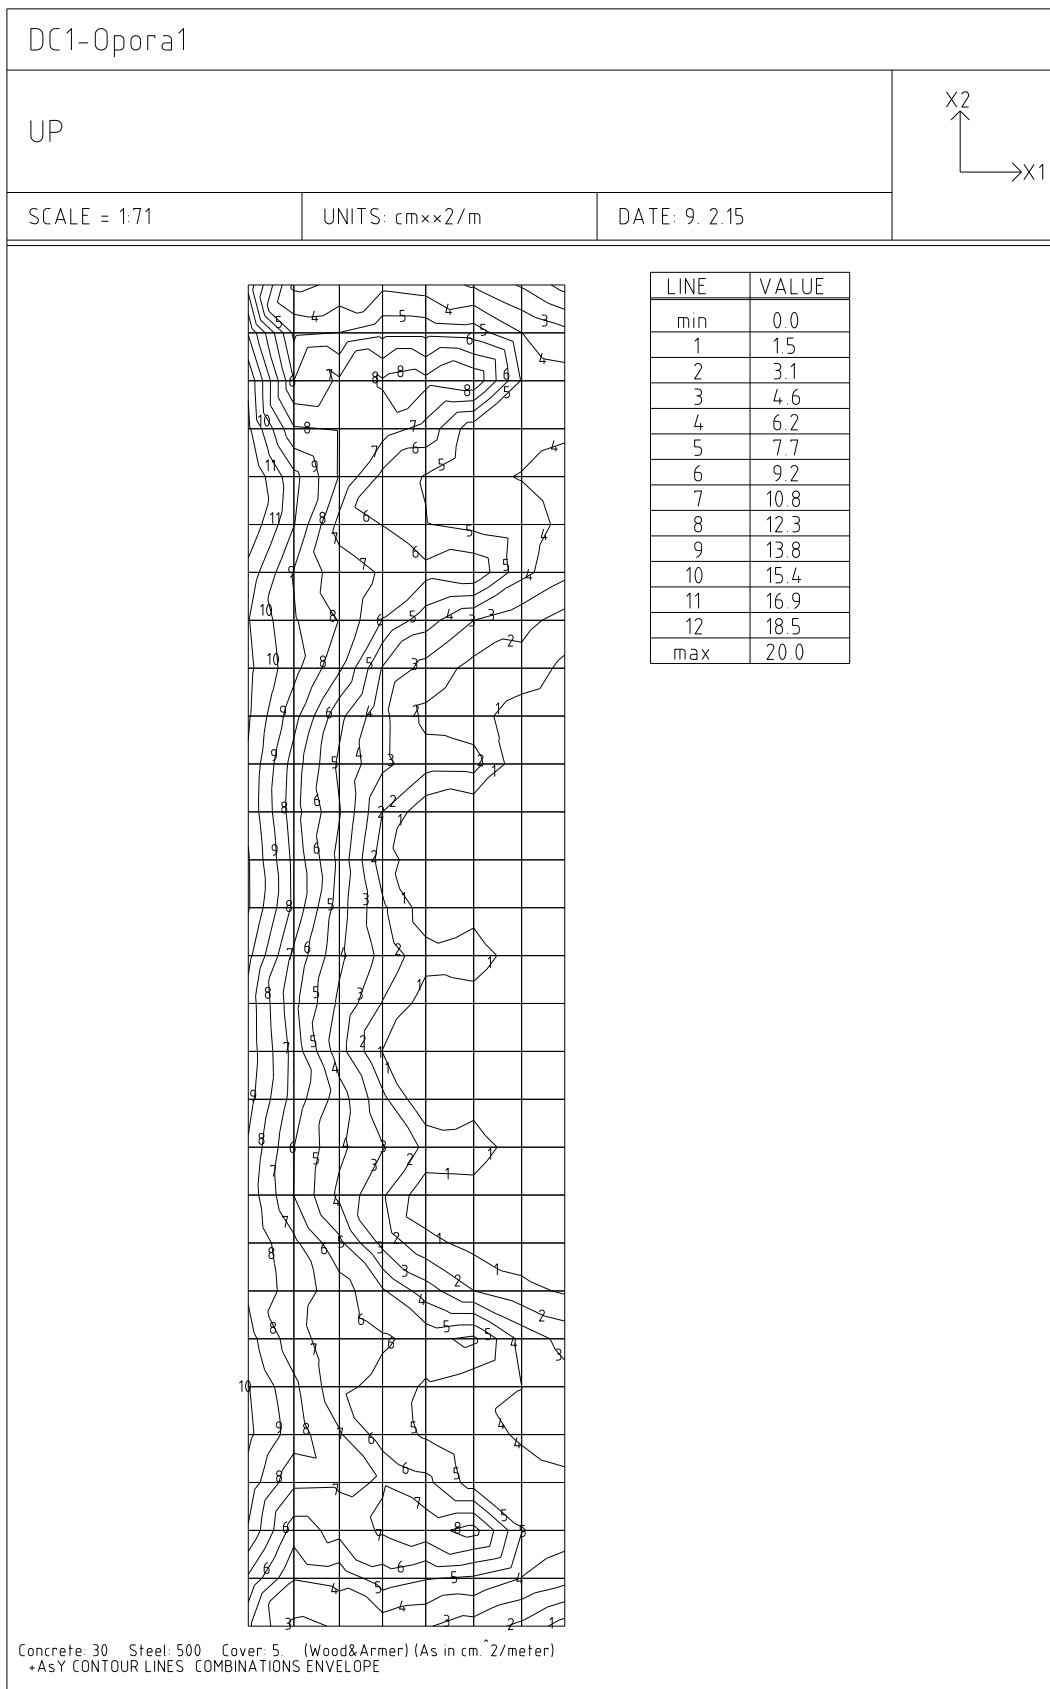 DC1-Opora1
UP
X2
X1
SCALE = 1:71 UNITS: cm××2/m DATE: 9. 2.15
LINE VALUE
min 0.0
1 1.5
2 3.1
3 4.6
4 6.2
5 7.7
6 9.2
7 10.8
8 12.3
9 13.8
10 15.4
11 16.9
12 18.5
max 20.0
Concrete: 30 Steel: 500 Cover: 5. (Wood&Armer) (As in cm.^2/meter)
+AsY CONTOUR LINES COMBINATIONS ENVELOPE